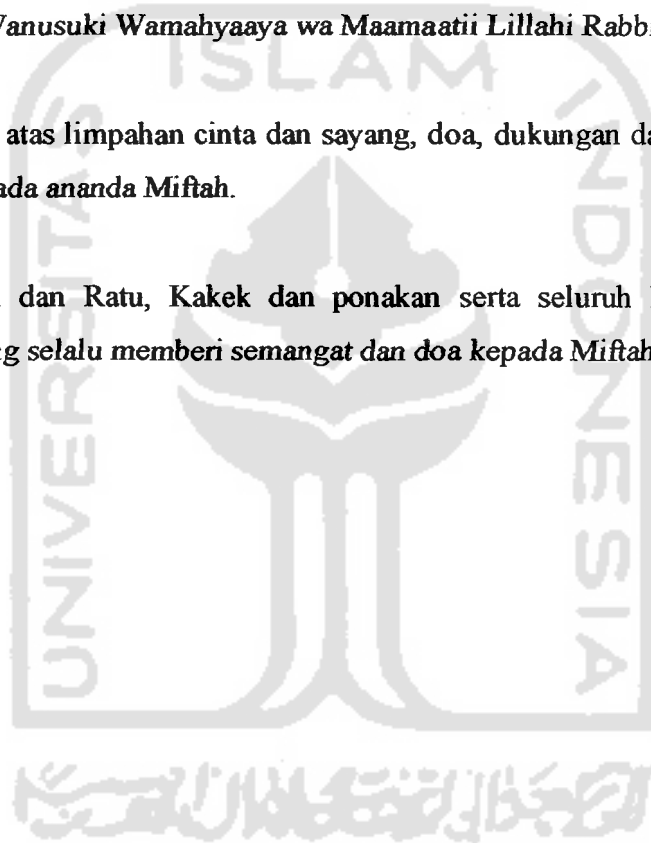 Vanusuki Wamahyaaya wa Maamaatii Lillahi Rabb
ISLAM
atas limpahan cinta dan sayang, doa, dukungan da
ada ananda Miftah.
dan Ratu, Kakek dan ponakan serta seluruh
g selalu memberi semangat dan doa kepada Miftah
UNIVERSITAS
INDONESIA